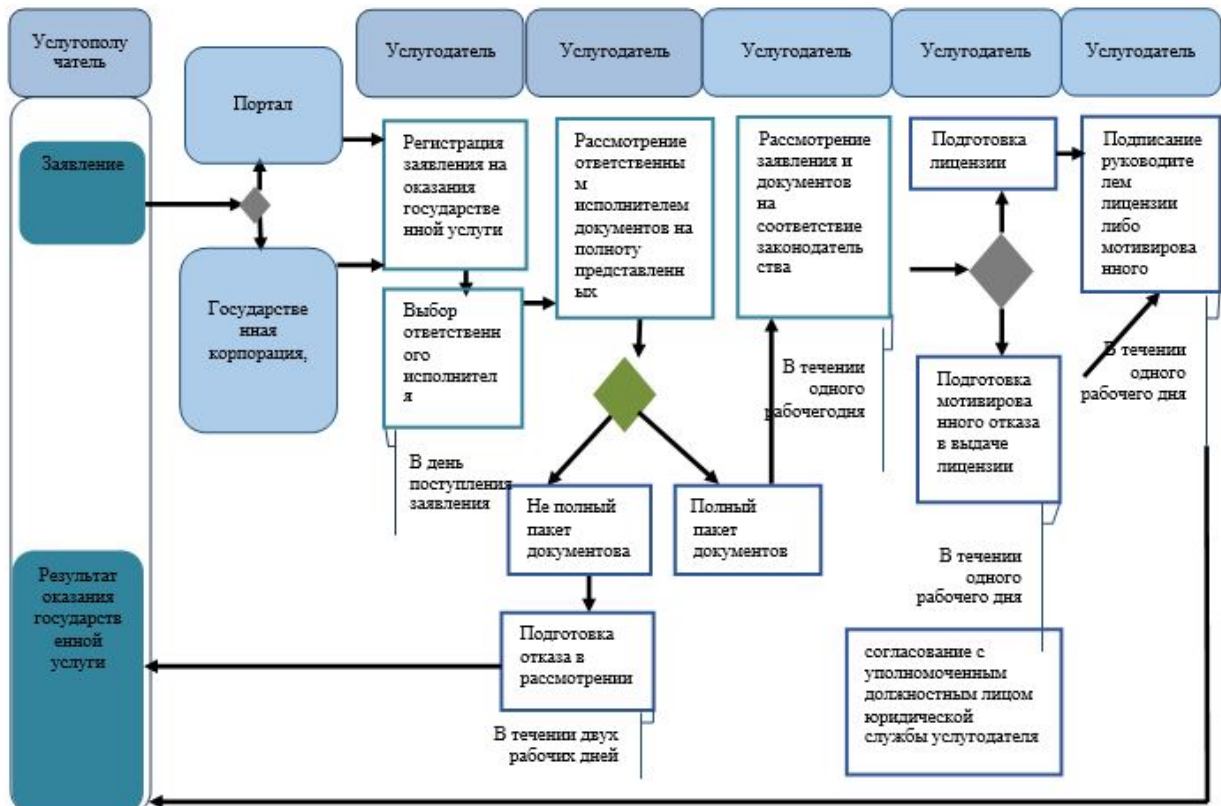 Услугополу
чатель
Услугодатель
Услугодатель
Услугодатель
Услугодатель
Услугодатель
Заявление
Портал
Государстве
нная
корпорация,
Регистрация
заявления на
оказания
государстве
нной услуги
Выбор
ответственн
ого
исполнител
я
В день
поступления
заявления
Рассмотрение
ответственны
м
исполнителем
документов на
полноту
представленн
ых
Не полный
пакет
документова
Полный
пакет
документов
Подготовка
отказа в
рассмотрении
В течении двух
рабочих дней
Рассмотрение
заявления и
документов
на
соответствие
законодатель
ства
В течении
одного
рабочегодня
Подготовка
лицензии
Подготовка
мотивирова
нного отказа
в выдаче
лицензии
В течении
одного
рабочего дня
согласование с
уполномоченным
должностным лицом
юридической
службы услугодателя
Подписание
руководите
лем
лицензии
либо
мотивирова
нного
В течении
одного
рабочего дня
Результат
оказания
государств
енной
услуги